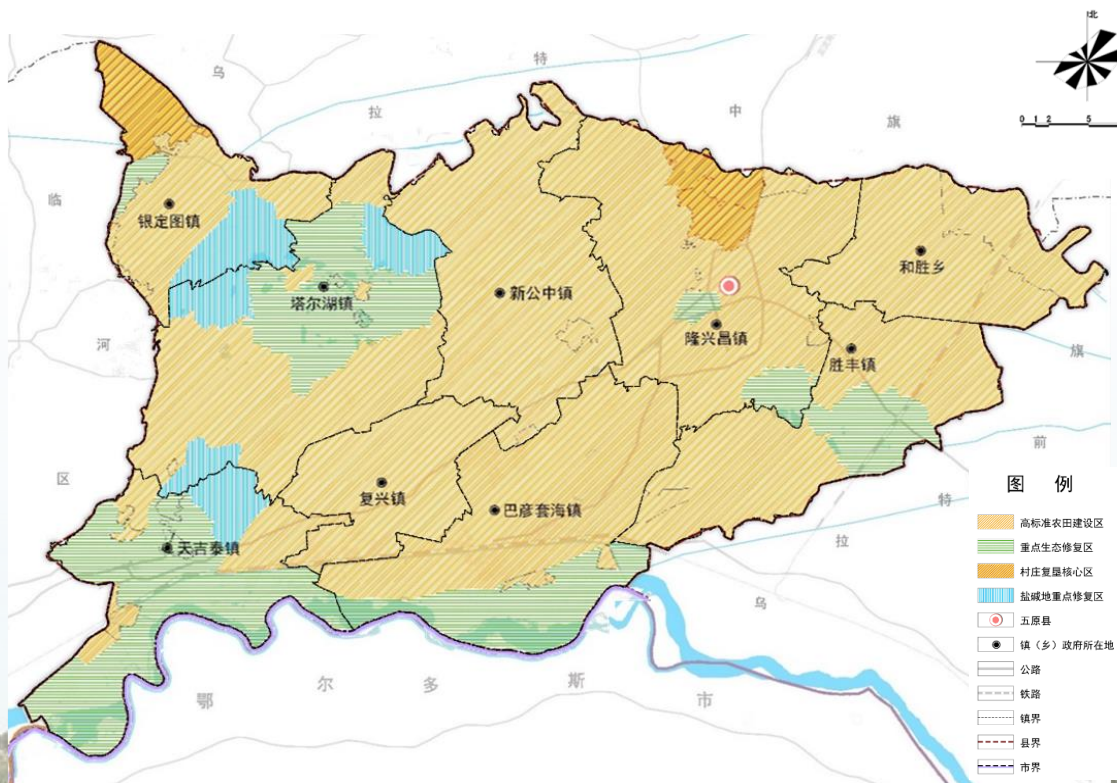 北
乌
特
拉
中
旗
0 1 2 5
临
银定图镇
和胜乡
塔尔湖镇
新公中镇
河
隆兴昌镇
旗
胜丰镇
前
区
复兴镇
巴彦套海镇
特
天吉泰镇
拉
乌
鄂
尔
多
斯
市
图 例
高标准农田建设区
重点生态修复区
村庄复垦核心区
盐碱地重点修复区
五原县
镇（乡）政府所在地
公路
铁路
镇界
县界
市界